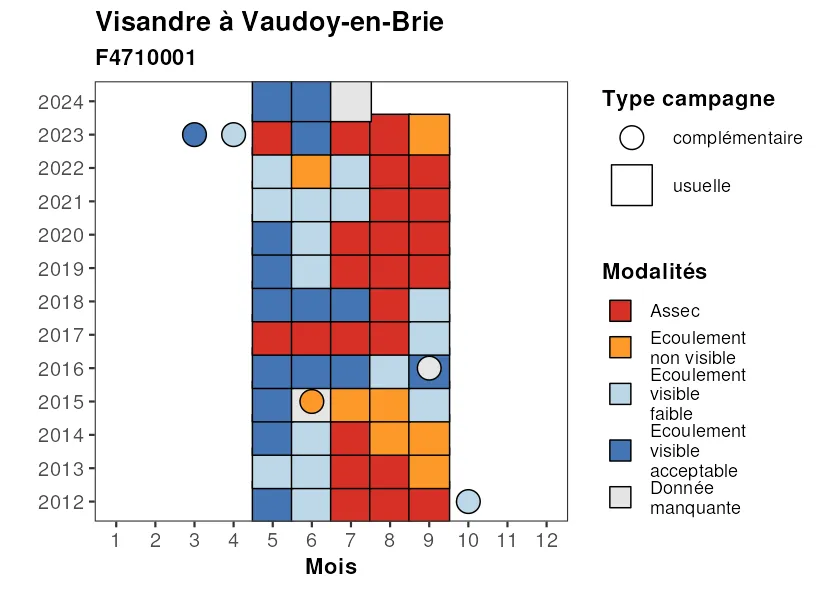 Visandre à Vaudoy-en-Brie
F4710001
2024
2023
2022
2021
2020
2019
2018
2017
2016
2015
2014
2013
2012
1 2 3 4 5 6 7 8 9 10 11 12
Mois
Type campagne
complémentaire
usuelle
Modalités
Assec
Ecoulement
non visible
Ecoulement
visible
faible
Ecoulement
visible
acceptable
Donnée
manquante